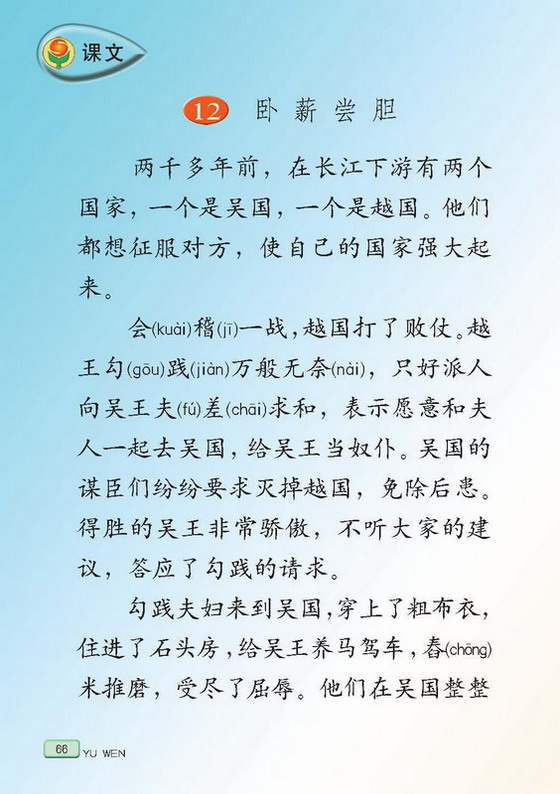 课文
12 卧薪尝胆
两千多年前，在长江下游有两个
国家，一个是吴国，一个是越国。他们
都想征服对方，使自己的国家强大起
来。
会(kuài)稽(jī)一战，越国打了败仗。越
王勾(gōu)践(jiàn)万般无奈(nài)，只好派人
向吴王夫(fú)差(chāi)求和，表示愿意和夫
人一起去吴国，给吴王当奴仆。吴国的
谋臣们纷纷要求灭掉越国，免除后患。
得胜的吴王非常骄傲，不听大家的建
议，答应了勾践的请求。
勾践夫妇来到吴国，穿上了粗布衣，
住进了石头房，给吴王养马驾车，舂(chōng)
米推磨，受尽了屈辱。他们在吴国整整
66 YU WEN